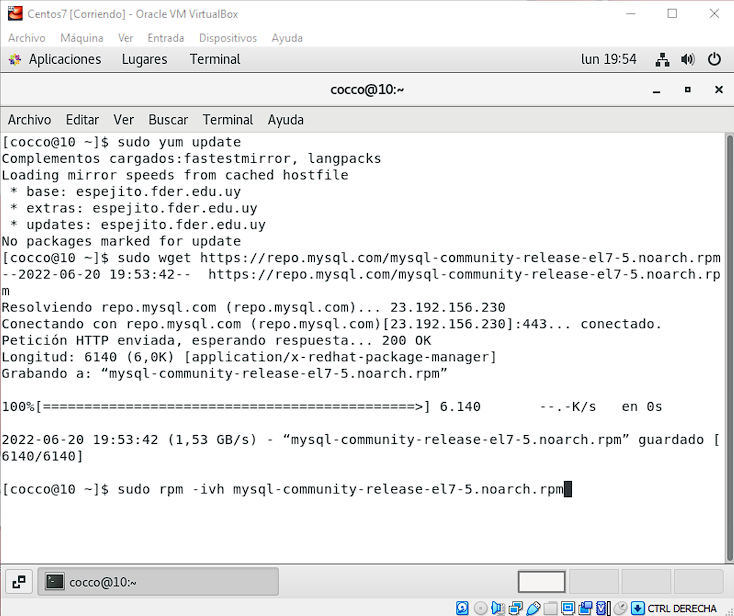 Centos7 [Corriendo] - Oracle VM VirtualBox
Archivo Máquina Ver Entrada Dispositivos Ayuda
Aplicaciones Lugares Terminal lun 19:54
cocco@10:~
Archivo Editar Ver Buscar Terminal Ayuda
[cocco@10 ~]$ sudo yum update
Complementos cargados:fastestmirror, langpacks
Loading mirror speeds from cached hostfile
 * base: espejito.fder.edu.uy
 * extras: espejito.fder.edu.uy
 * updates: espejito.fder.edu.uy
No packages marked for update
[cocco@10 ~]$ sudo wget https://repo.mysql.com/mysql-community-release-el7-5.noarch.rpm
--2022-06-20 19:53:42--  https://repo.mysql.com/mysql-community-release-el7-5.noarch.rp
m
Resolviendo repo.mysql.com (repo.mysql.com)... 23.192.156.230
Conectando con repo.mysql.com (repo.mysql.com)[23.192.156.230]:443... conectado.
Petición HTTP enviada, esperando respuesta... 200 OK
Longitud: 6140 (6,0K) [application/x-redhat-package-manager]
Grabando a: “mysql-community-release-el7-5.noarch.rpm”
100%[=============================================>] 6.140       --.-K/s   en 0s
2022-06-20 19:53:42 (1,53 GB/s) - “mysql-community-release-el7-5.noarch.rpm” guardado [
6140/6140]
[cocco@10 ~]$ sudo rpm -ivh mysql-community-release-el7-5.noarch.rpm
cocco@10:~
CTRL DERECHA